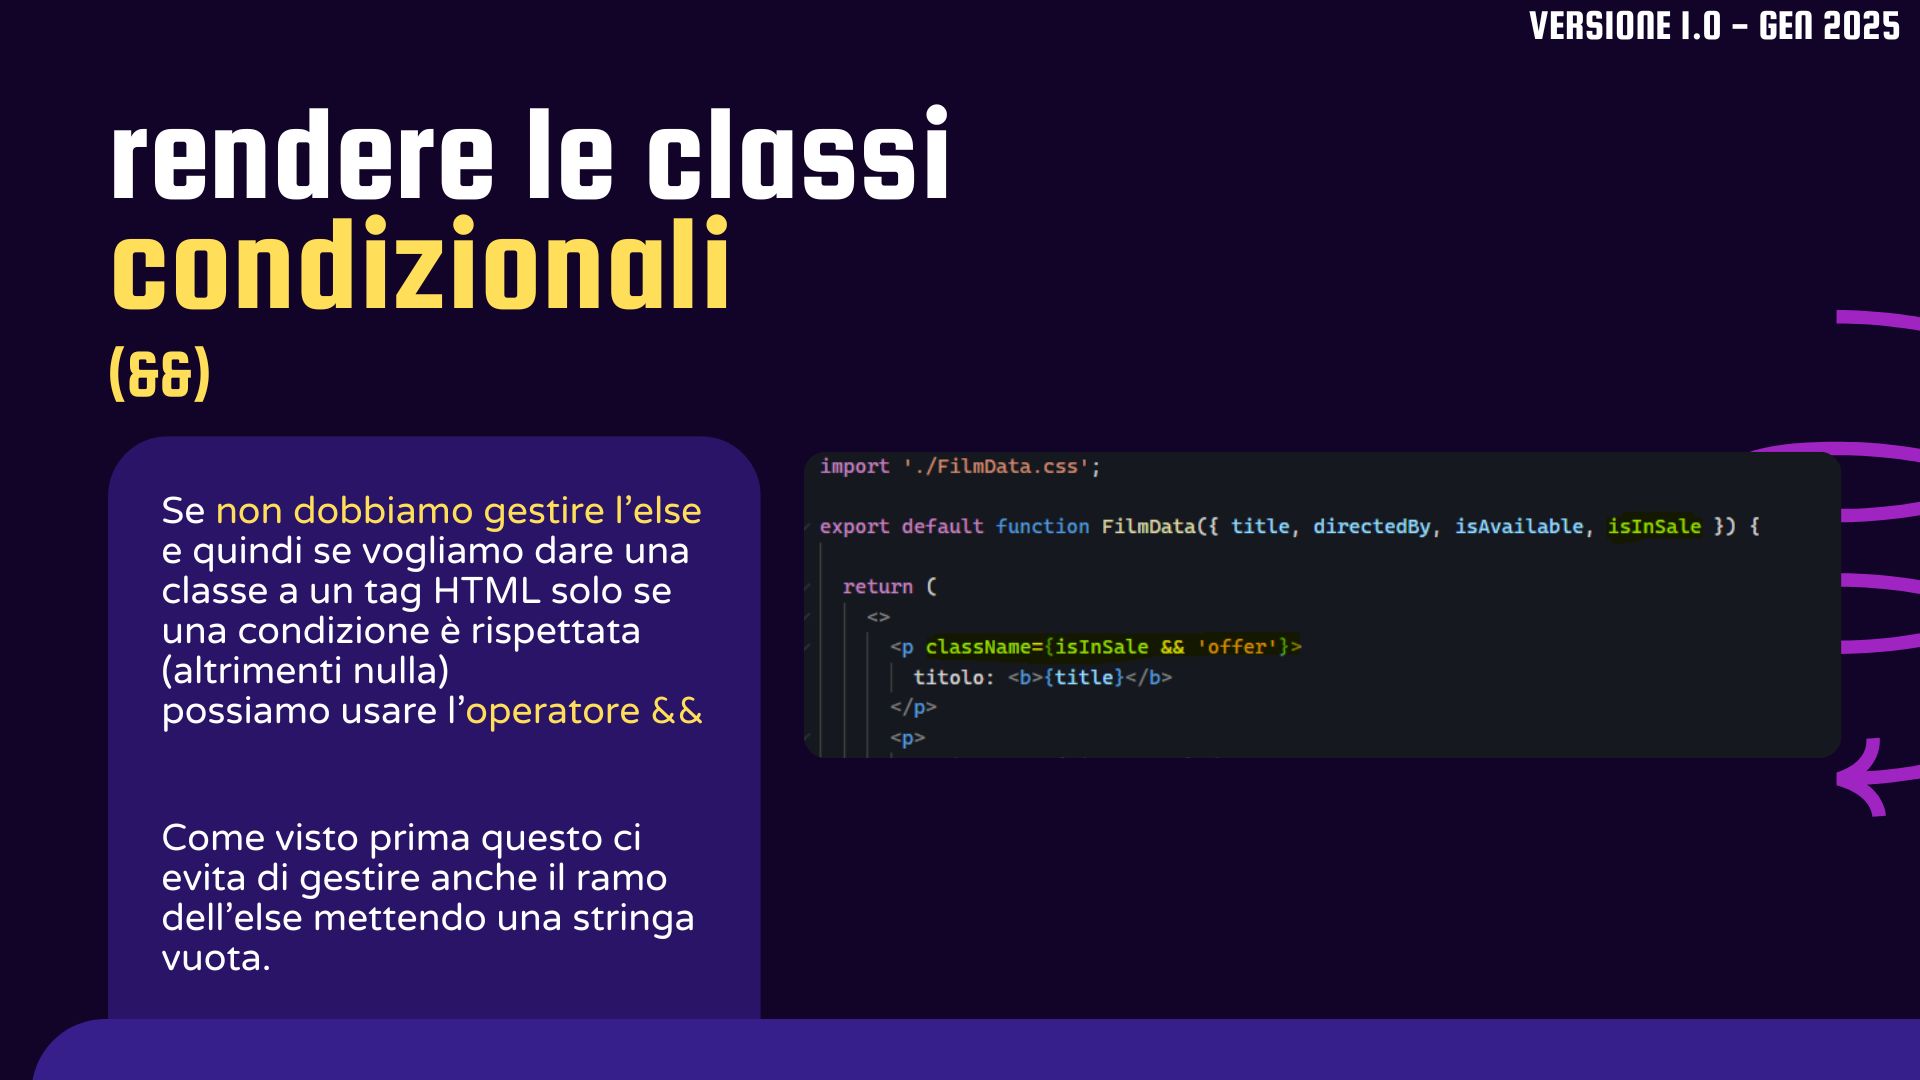 VERSIONE 1.0 - GEN 2025
rendere le classi
condizionali
(&&)
Se non dobbiamo gestire l'else
e quindi se vogliamo dare una
classe a un tag HTML solo se
una condizione è rispettata
(altrimenti nulla)
possiamo usare l'operatore &&
Come visto prima questo ci
evita di gestire anche il ramo
dell'else mettendo una stringa
vuota.
import './FilmData.css';
export default function FilmData({ title, directedBy, isAvailable, isInSale }) {
return (
<>
<p className={isInSale && 'offer'}>
titolo: <b>{title}</b>
</p>
<p>